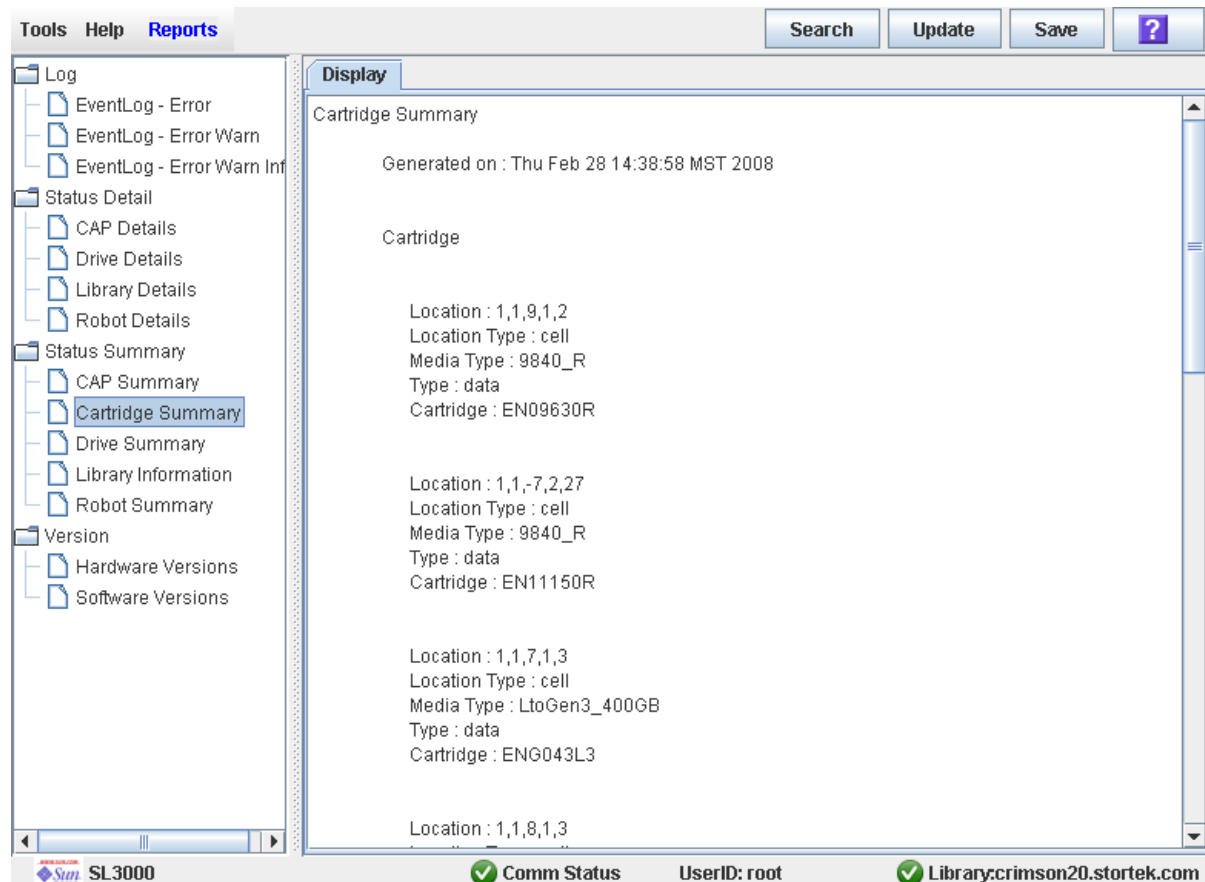 Tools Help Reports
Search Update Save ?
Log
EventLog - Error
EventLog - Error Warn
EventLog - Error Warn Inf
Status Detail
CAP Details
Drive Details
Library Details
Robot Details
Status Summary
CAP Summary
Cartridge Summary
Drive Summary
Library Information
Robot Summary
Version
Hardware Versions
Software Versions
Display
Cartridge Summary
Generated on : Thu Feb 28 14:38:58 MST 2008
Cartridge
Location : 1,1,9,1,2
Location Type : cell
Media Type : 9840_R
Type : data
Cartridge : EN09630R
Location : 1,1,-7,2,27
Location Type : cell
Media Type : 9840_R
Type : data
Cartridge : EN11150R
Location : 1,1,7,1,3
Location Type : cell
Media Type : LtoGen3_400GB
Type : data
Cartridge : ENG043L3
Location : 1,1,8,1,3
Sun SL3000 Comm Status UserID: root Library:crimson20.stortek.com